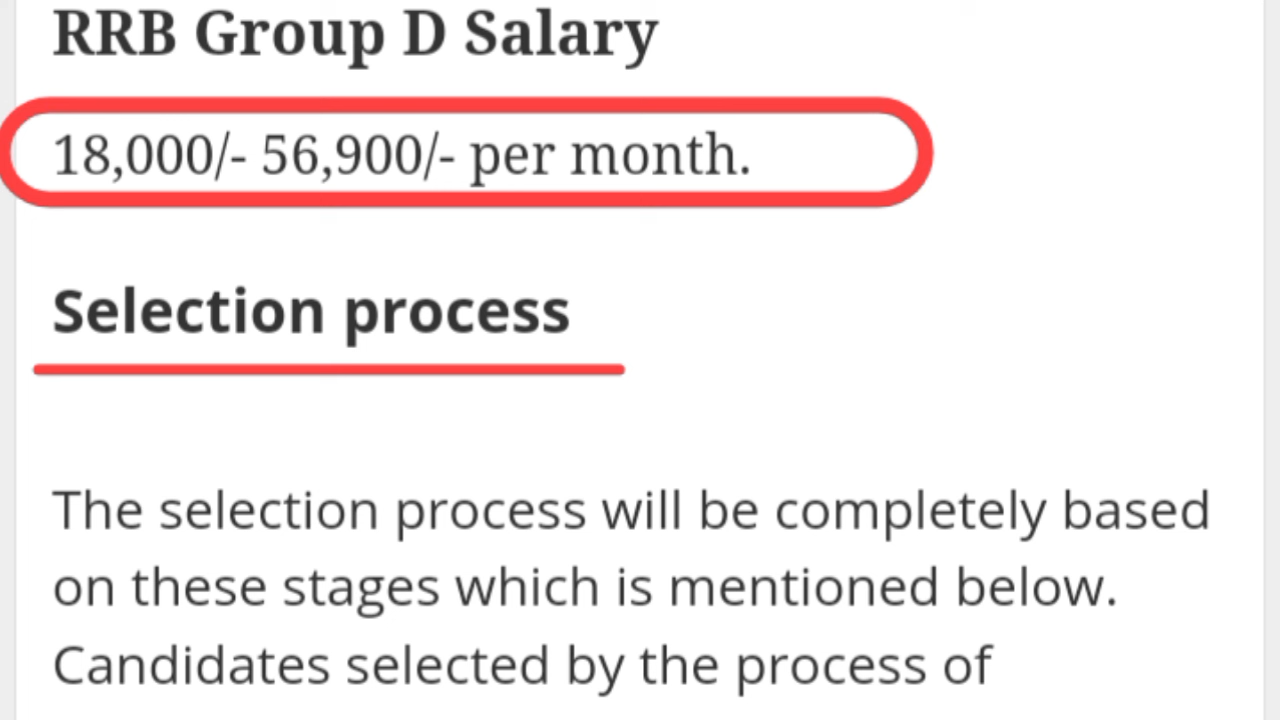 RRB Group D Salary
18,000/- 56,900/- per month.
Selection process
The selection process will be completely based
on these stages which is mentioned below.
Candidates selected by the process of